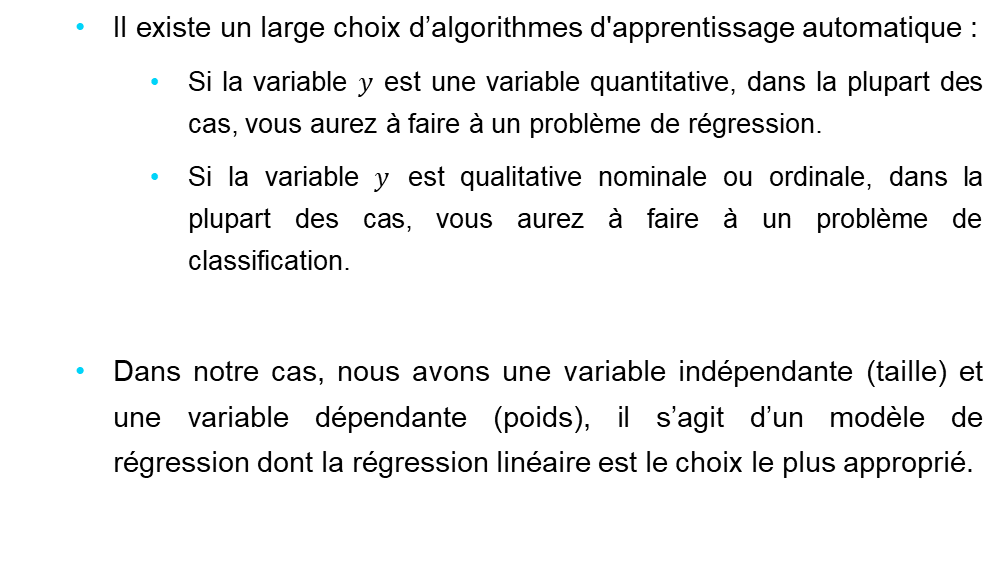 • Il existe un large choix d’algorithmes d'apprentissage automatique :
• Si la variable y est une variable quantitative, dans la plupart des
cas, vous aurez à faire à un problème de régression.
• Si la variable y est qualitative nominale ou ordinale, dans la
plupart des cas, vous aurez à faire à un problème de
classification.
• Dans notre cas, nous avons une variable indépendante (taille) et
une variable dépendante (poids), il s’agit d’un modèle de
régression dont la régression linéaire est le choix le plus approprié.